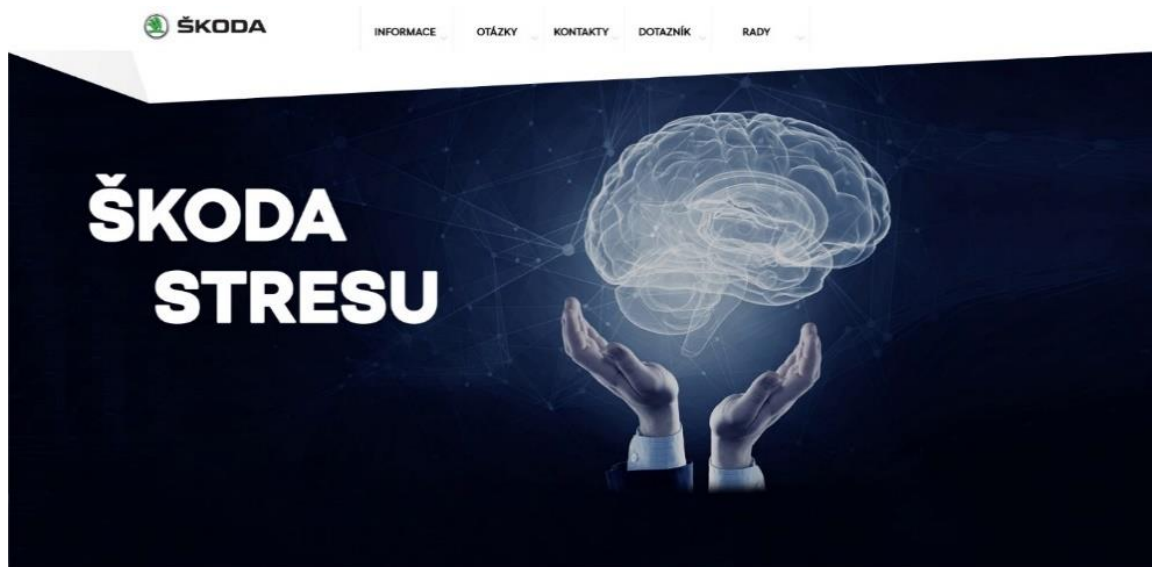 ŠKODA
INFORMACE OTÁZKY KONTAKTY DOTAZNÍK RADY
ŠKODA
STRESU